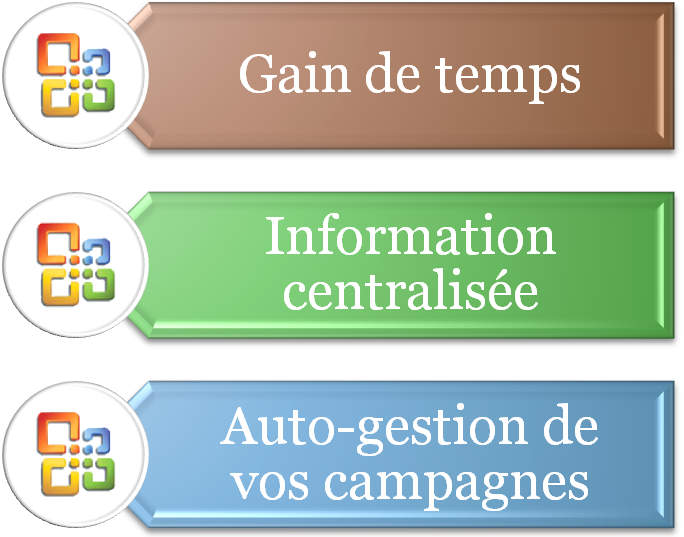 Gain de temps
Information
centralisée
Auto-gestion de
vos campagnes